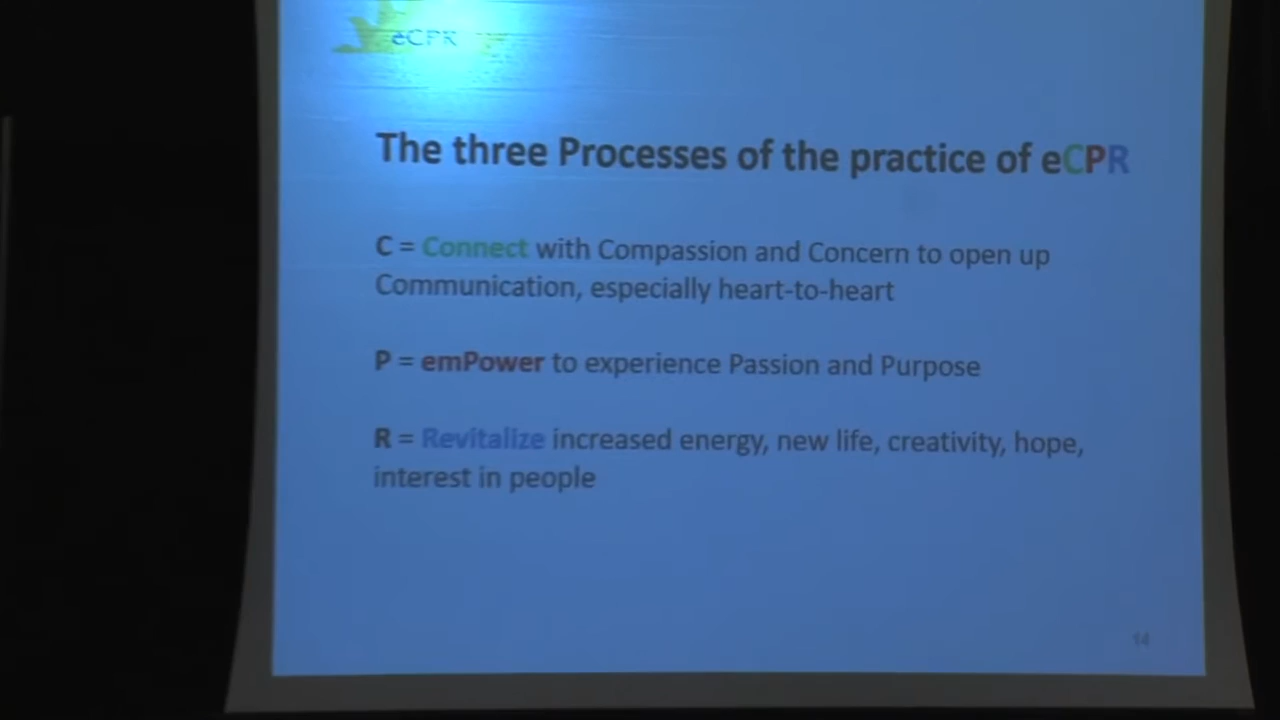 eCPR
The three Processes of the practice of eCPR
C = Connect with Compassion and Concern to open up
Communication, especially heart-to-heart
P = emPower to experience Passion and Purpose
R = Revitalize increased energy, new life, creativity, hope,
interest in people
14